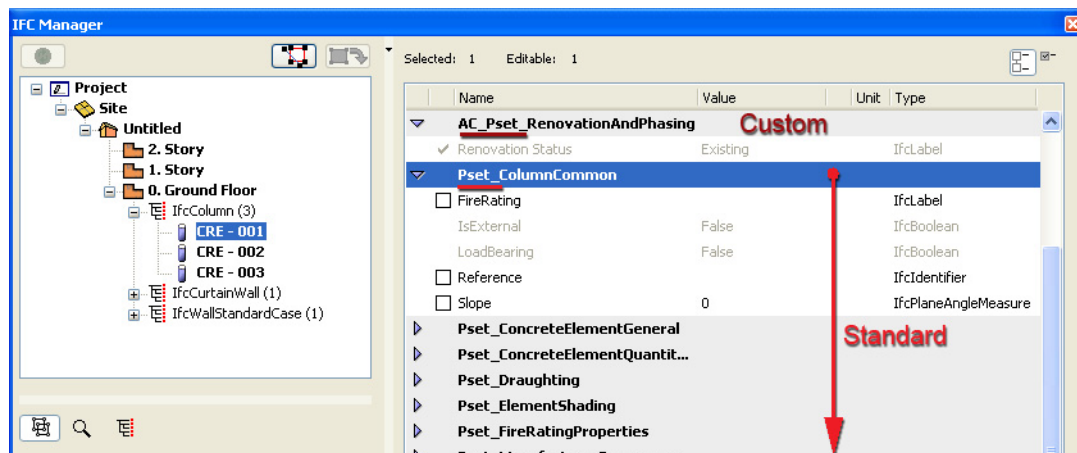 IFC Manager
Selected: 1 Editable: 1
Project
Site
Untitled
2. Story
1. Story
0. Ground Floor
IfcColumn (3)
CRE - 001
CRE - 002
CRE - 003
IfcCurtainWall (1)
IfcWallStandardCase (1)
Name Value Unit Type
AC_Pset_RenovationAndPhasing Custom
Renovation Status Existing IfcLabel
Pset_ColumnCommon
FireRating IfcLabel
IsExternal False IfcBoolean
LoadBearing False IfcBoolean
Reference IfcIdentifier
Slope 0 IfcPlaneAngleMeasure
Pset_ConcreteElementGeneral
Standard
Pset_ConcreteElementQuantit...
Pset_Draughting
Pset_ElementShading
Pset_FireRatingProperties